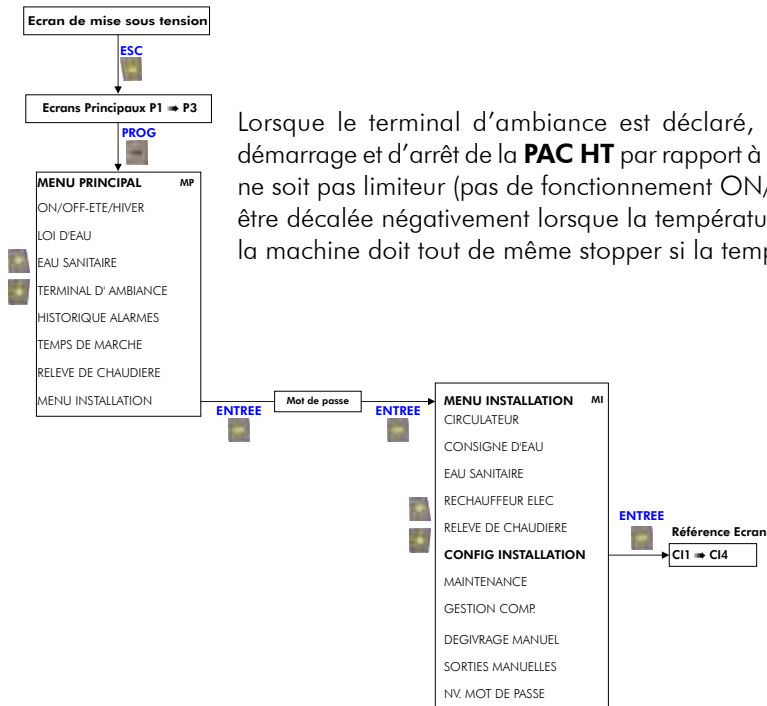 Ecran de mise sous tension
ESC
Ecrans Principaux P1 ➠ P3
PROG
Lorsque le terminal d’ambiance est déclaré,
démarrage et d’arrêt de la PAC HT par rapport à
ne soit pas limiteur (pas de fonctionnement ON/
être décalée négativement lorsque la températu
la machine doit tout de même stopper si la temp
MENU PRINCIPAL MP
ON/OFF-ETE/HIVER
LOI D'EAU
EAU SANITAIRE
TERMINAL D' AMBIANCE
HISTORIQUE ALARMES
TEMPS DE MARCHE
RELEVE DE CHAUDIERE
MENU INSTALLATION
ENTREE
Mot de passe
ENTREE
MENU INSTALLATION MI
CIRCULATEUR
CONSIGNE D'EAU
EAU SANITAIRE
RECHAUFFEUR ELEC
RELEVE DE CHAUDIERE
CONFIG INSTALLATION
MAINTENANCE
GESTION COMP.
DEGIVRAGE MANUEL
SORTIES MANUELLES
NV. MOT DE PASSE
ENTREE
Référence Ecran
CI1 ➠ CI4